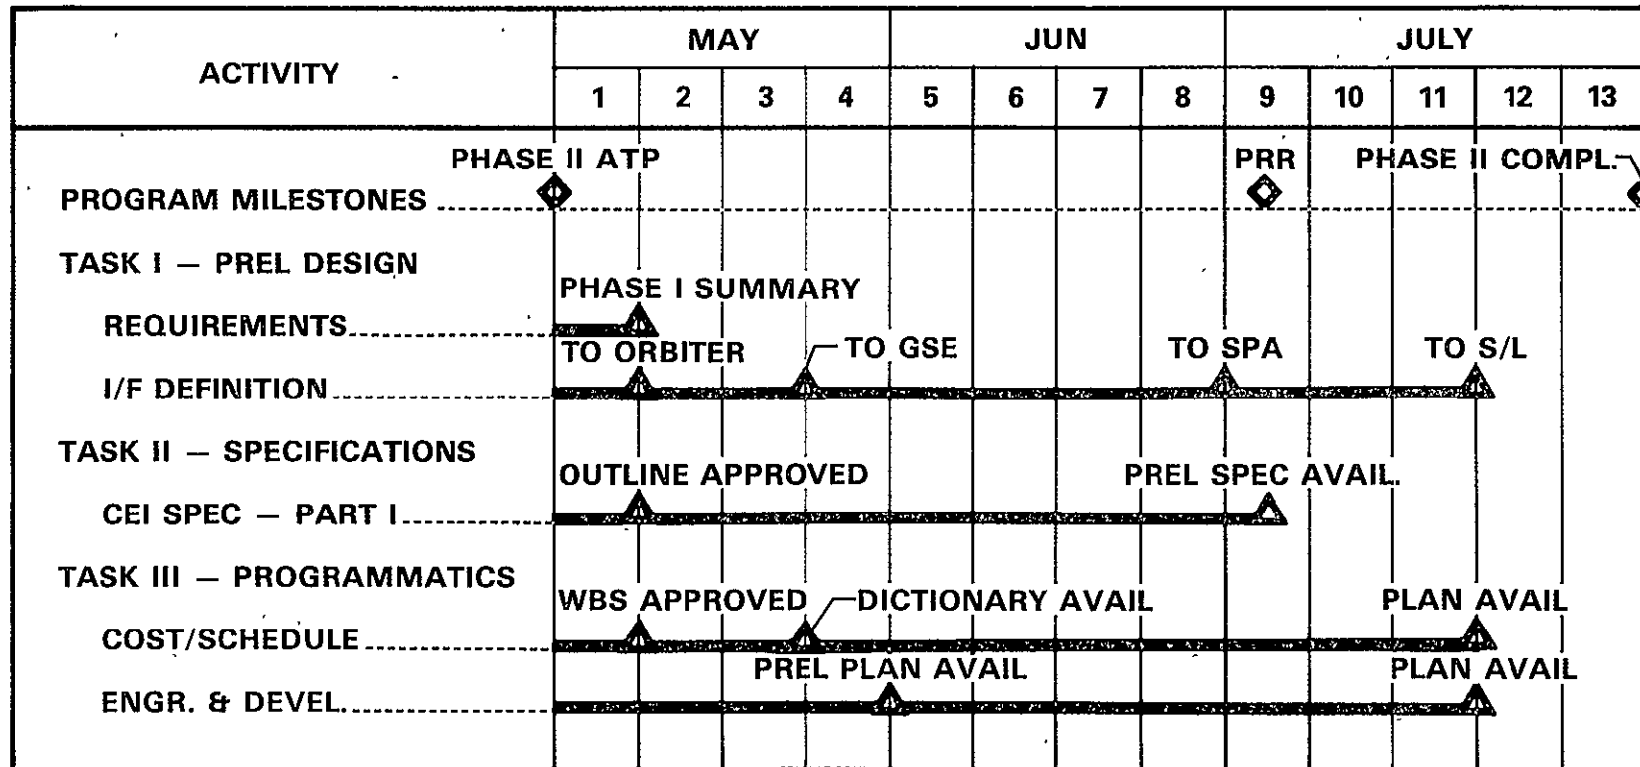 ACTIVITY
MAY JUN JULY
1 2 3 4 5 6 7 8 9 10 11 12 13
PHASE II ATP PRR PHASE II COMPL.
PROGRAM MILESTONES
TASK I — PREL DESIGN
PHASE I SUMMARY
REQUIREMENTS
TO ORBITER TO GSE TO SPA TO S/L
I/F DEFINITION
TASK II — SPECIFICATIONS
OUTLINE APPROVED PREL SPEC AVAIL.
CEI SPEC — PART I
TASK III — PROGRAMMATICS
WBS APPROVED DICTIONARY AVAIL PLAN AVAIL
COST/SCHEDULE
PREL PLAN AVAIL PLAN AVAIL
ENGR. & DEVEL.